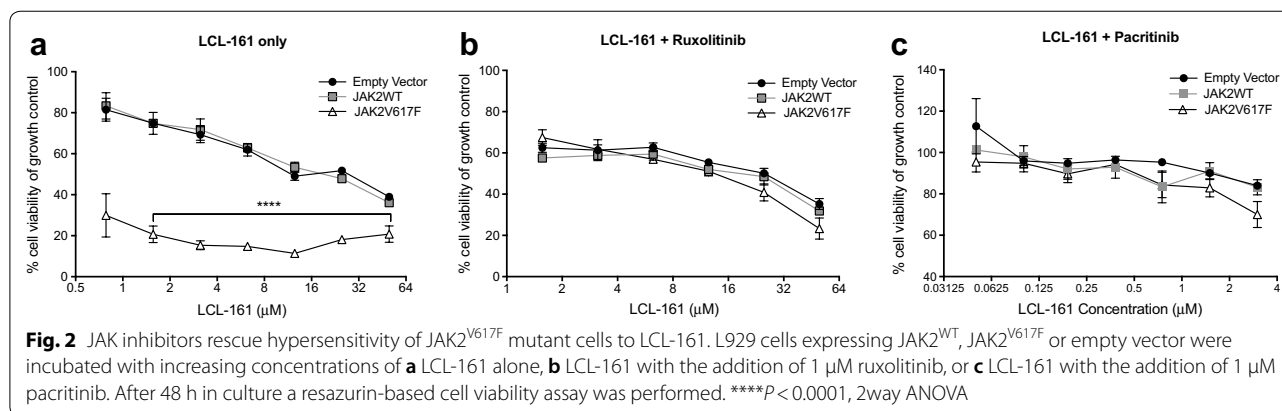 a
LCL-161 only
% cell viability of growth control
100
80
60
40
20
0
0.5 1 2 4 8 16 32 64
LCL-161 (μM)
Empty Vector
JAK2WT
JAK2V617F
****
b
LCL-161 + Ruxolitinib
% cell viability of growth control
100
80
60
40
20
0
1 2 4 8 16 32 64
LCL-161 (μM)
Empty Vector
JAK2WT
JAK2V617F
c
LCL-161 + Pacritinib
% cell viability of growth control
140
120
100
80
60
40
0.03125 0.0625 0.125 0.25 0.5 1 2 4
LCL-161 Concentration (μM)
Empty Vector
JAK2WT
JAK2V617F
Fig. 2 JAK inhibitors rescue hypersensitivity of JAK2V617F mutant cells to LCL-161. L929 cells expressing JAK2WT, JAK2V617F or empty vector were
incubated with increasing concentrations of a LCL-161 alone, b LCL-161 with the addition of 1 μM ruxolitinib, or c LCL-161 with the addition of 1 μM
pacritinib. After 48 h in culture a resazurin-based cell viability assay was performed. ****P < 0.0001, 2way ANOVA